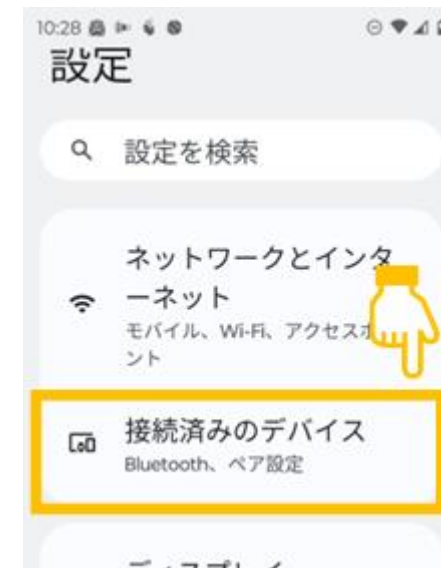 10:28
設定
設定を検索
ネットワークとインタ
ーネット
モバイル、Wi-Fi、アクセスポ
ント
接続済みのデバイス
Bluetooth、ペア設定
ディスプレイ